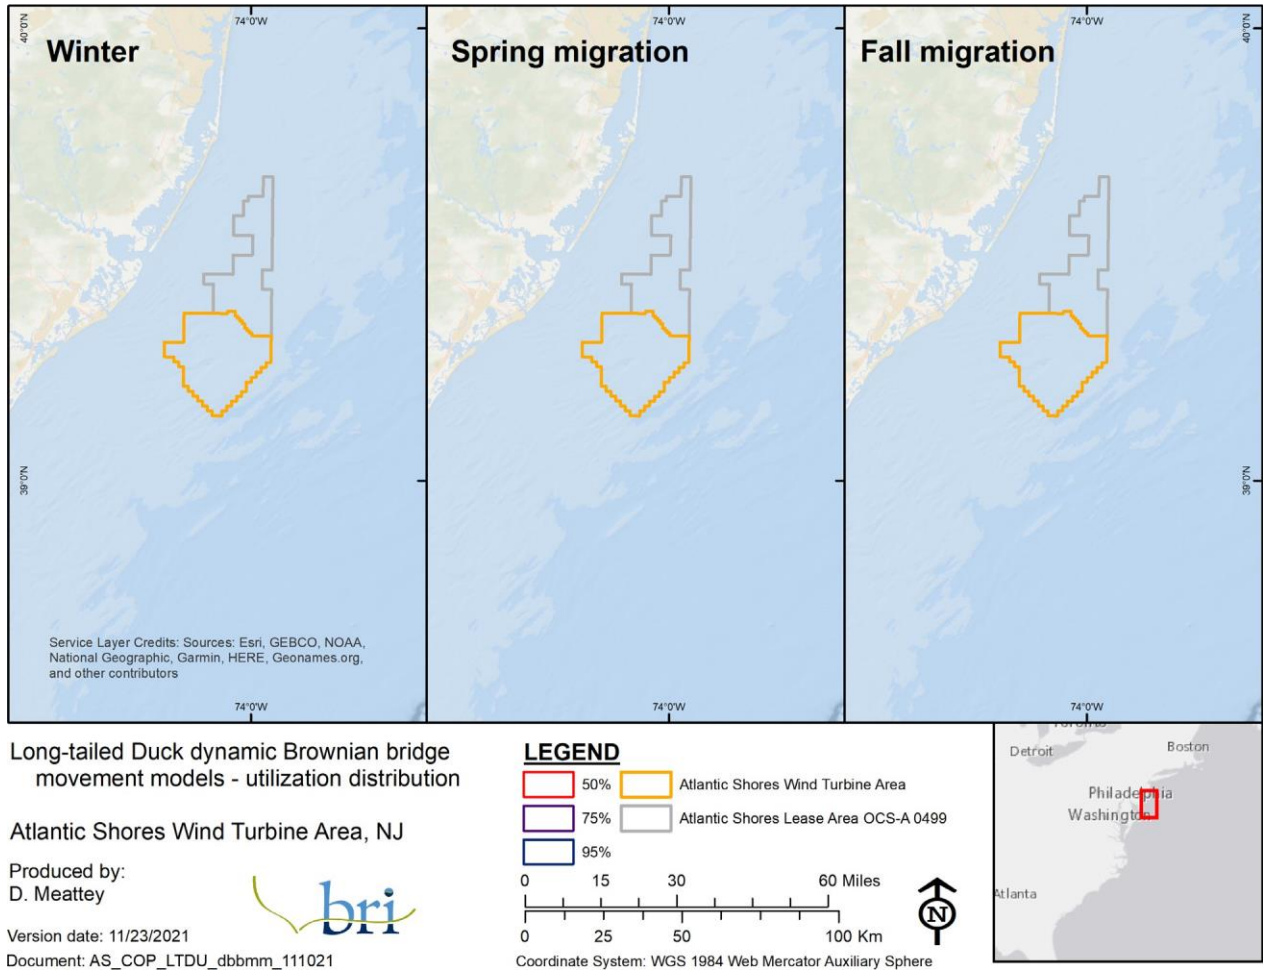 74°0'W
74°0'W
74°0'W
40°0'N
40°0'N
Winter
Spring migration
Fall migration
39°0'N
39°0'N
Service Layer Credits: Sources: Esri, GEBCO, NOAA,
National Geographic, Garmin, HERE, Geonames.org,
and other contributors
74°0'W
74°0'W
74°0'W
Long-tailed Duck dynamic Brownian bridge
movement models - utilization distribution
Atlantic Shores Wind Turbine Area, NJ
Produced by:
D. Meattey
bri
Version date: 11/23/2021
Document: AS_COP_LTDU_dbbmm_111021
LEGEND
50%
Atlantic Shores Wind Turbine Area
75%
Atlantic Shores Lease Area OCS-A 0499
95%
0 15 30 60 Miles
0 25 50 100 Km
N
Coordinate System: WGS 1984 Web Mercator Auxiliary Sphere
Detroit
Boston
Philadelphia
Washington
Atlanta